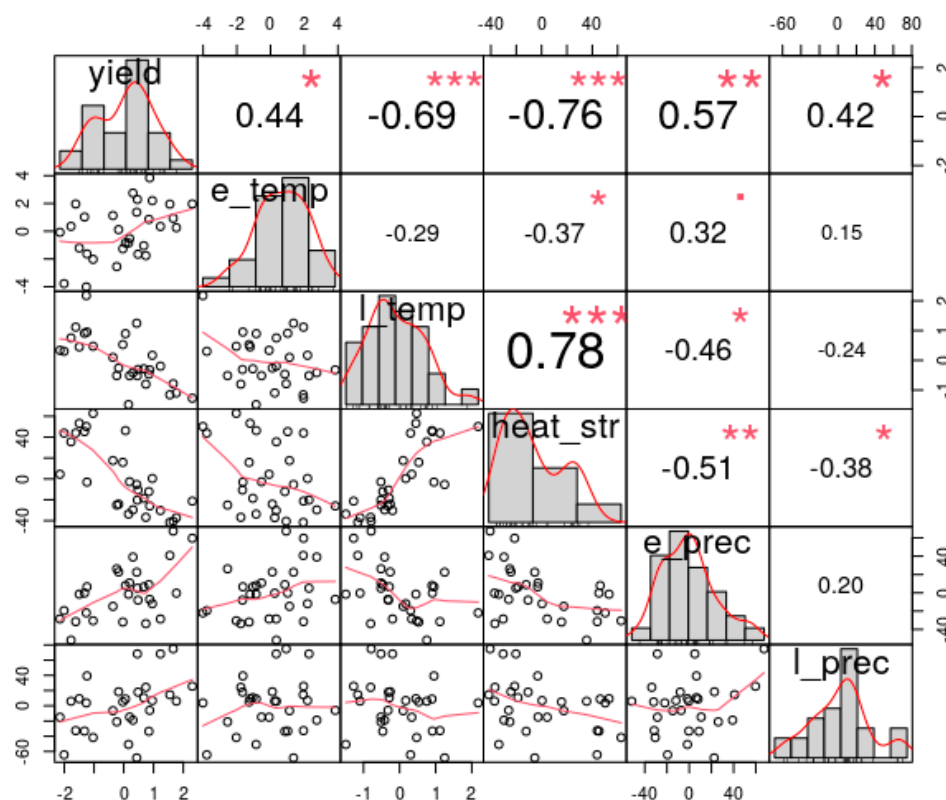 -4 -2 0 2 4 -40 0 40 -60 0 40 80
* *** *** ** *
yield 0.44 -0.69 -0.76 0.57 0.42
2 0 -2
4 2 0 -4
e_temp
*
-0.29 -0.37 0.32 0.15
l_temp
*** *
0.78 -0.46 -0.24
2 1 0 -1
40 0 -40
heat_str
** *
-0.51 -0.38
e_prec
0.20
40 0 -40
40 0 -60
l_prec
-2 0 1 2 -1 0 1 2 -40 0 40